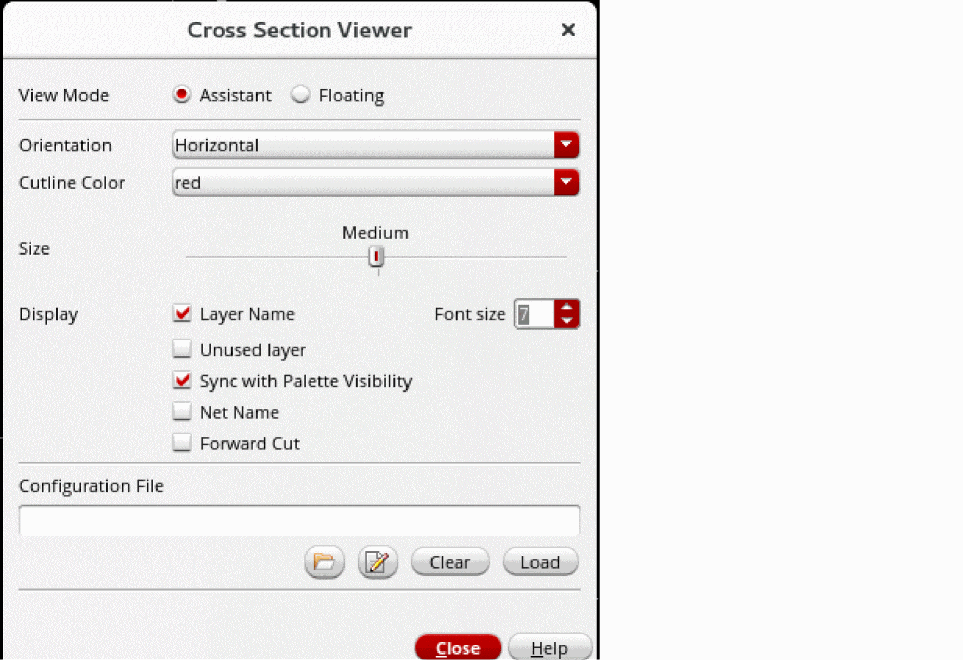 Cross Section Viewer
View Mode Assistant Floating
Orientation Horizontal
Cutline Color red
Medium
Size
Display Layer Name Font size 7
Unused layer
Sync with Palette Visibility
Net Name
Forward Cut
Configuration File
Clear Load
Close Help